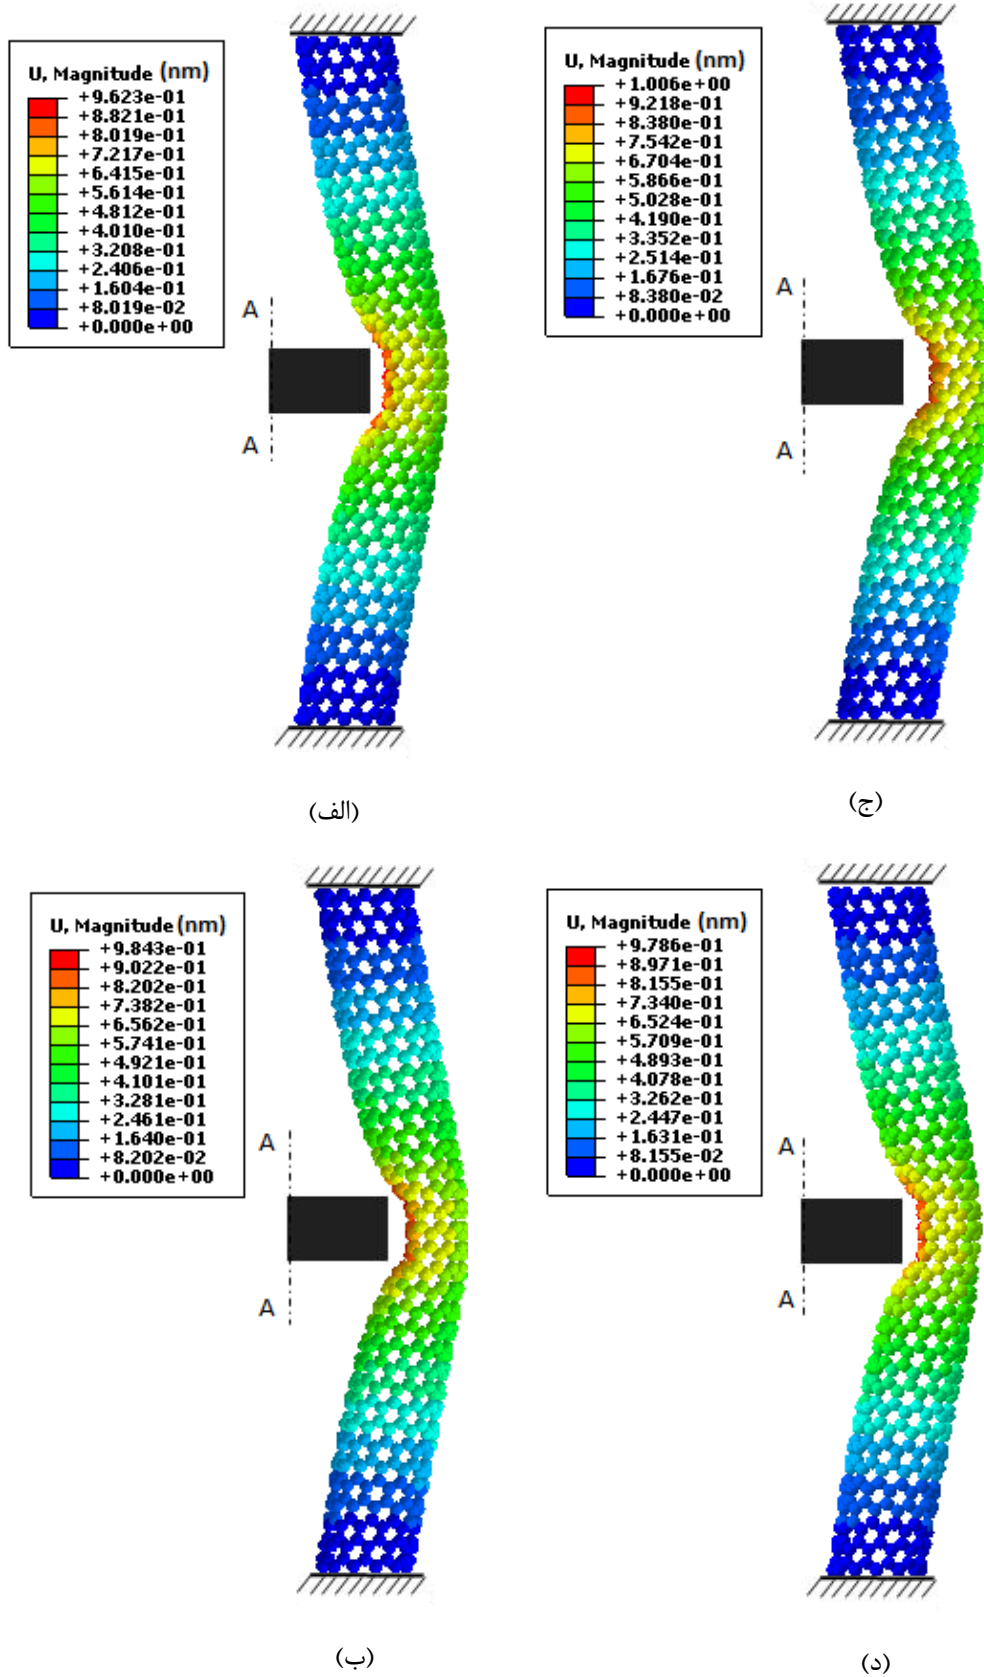 U, Magnitude (nm)
+9.623e-01
+8.821e-01
+8.019e-01
+7.217e-01
+6.415e-01
+5.614e-01
+4.812e-01
+4.010e-01
+3.208e-01
+2.406e-01
+1.604e-01
+8.019e-02
+0.000e+00
A
A
(الف)
U, Magnitude (nm)
+1.006e+00
+9.218e-01
+8.380e-01
+7.542e-01
+6.704e-01
+5.866e-01
+5.028e-01
+4.190e-01
+3.352e-01
+2.514e-01
+1.676e-01
+8.380e-02
+0.000e+00
A
A
(ج)
U, Magnitude (nm)
+9.843e-01
+9.022e-01
+8.202e-01
+7.382e-01
+6.562e-01
+5.741e-01
+4.921e-01
+4.101e-01
+3.281e-01
+2.461e-01
+1.640e-01
+8.202e-02
+0.000e+00
A
A
(ب)
U, Magnitude (nm)
+9.786e-01
+8.971e-01
+8.155e-01
+7.340e-01
+6.524e-01
+5.709e-01
+4.893e-01
+4.078e-01
+3.262e-01
+2.447e-01
+1.631e-01
+8.155e-02
+0.000e+00
A
A
(د)